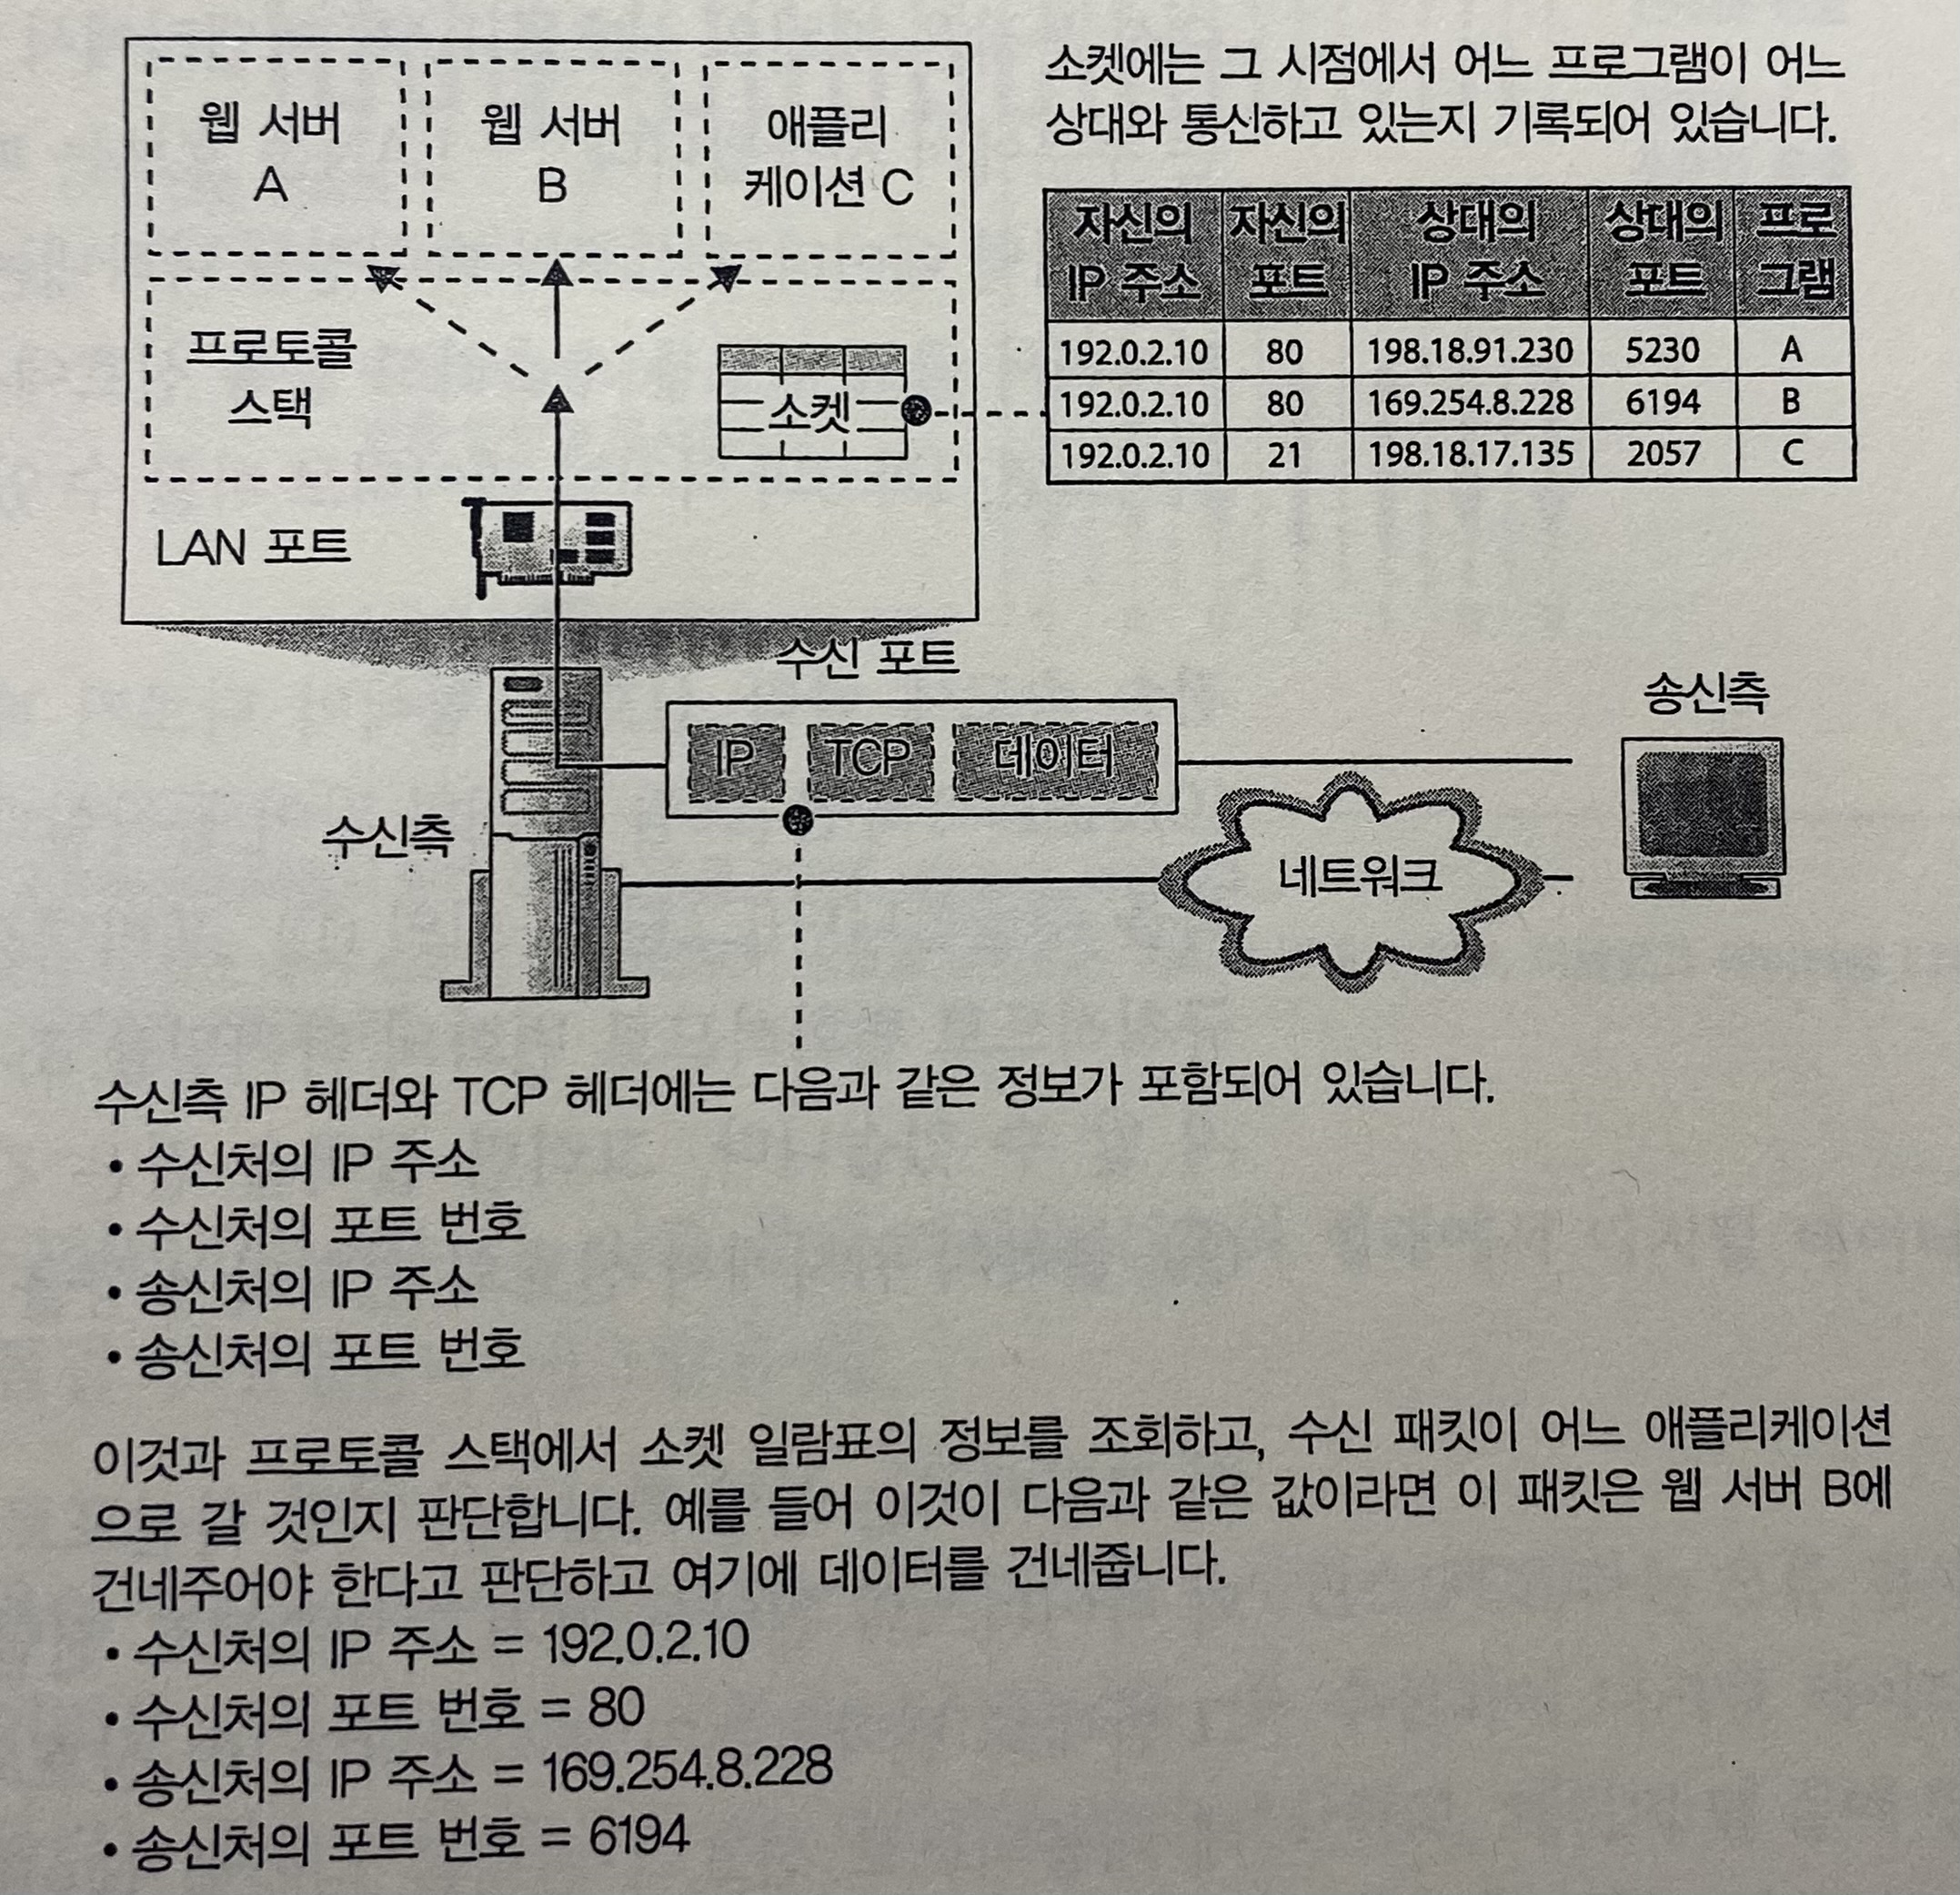 웹 서버
A
웹 서버
B
애플리
케이션 C
프로토콜
스택
소켓
LAN 포트
소켓에는 그 시점에서 어느 프로그램이 어느
상대와 통신하고 있는지 기록되어 있습니다.
자신의 IP 주소 자신의 포트 상대의 IP 주소 상대의 포트 프로그램
192.0.2.10 80 198.18.91.230 5230 A
192.0.2.10 80 169.254.8.228 6194 B
192.0.2.10 21 198.18.17.135 2057 C
수신 포트
IP TCP 데이터
송신측
수신측
네트워크
수신측 IP 헤더와 TCP 헤더에는 다음과 같은 정보가 포함되어 있습니다.
• 수신처의 IP 주소
• 수신처의 포트 번호
• 송신처의 IP 주소
• 송신처의 포트 번호
이것과 프로토콜 스택에서 소켓 일람표의 정보를 조회하고, 수신 패킷이 어느 애플리케이션
으로 갈 것인지 판단합니다. 예를 들어 이것이 다음과 같은 값이라면 이 패킷은 웹 서버 B에
건네주어야 한다고 판단하고 여기에 데이터를 건네줍니다.
• 수신처의 IP 주소 = 192.0.2.10
• 수신처의 포트 번호 = 80
• 송신처의 IP 주소 = 169.254.8.228
• 송신처의 포트 번호 = 6194